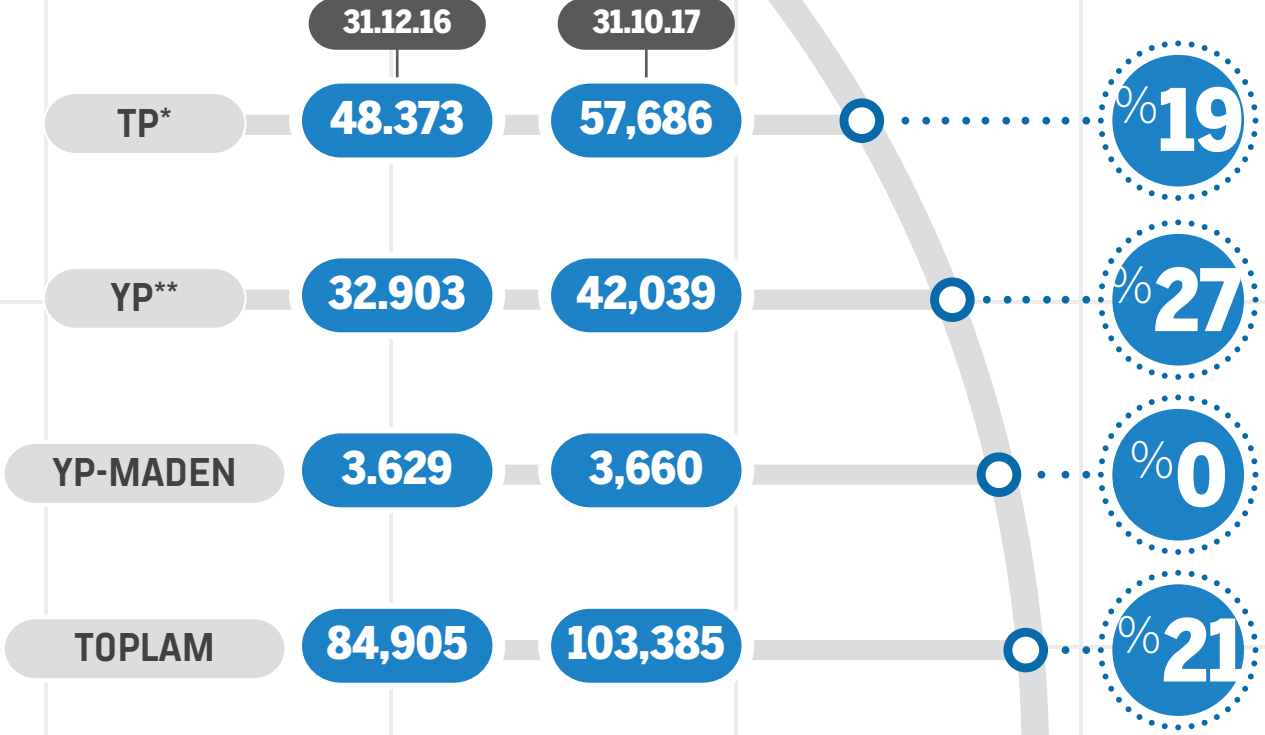 31.12.16 31.10.17
TP* 48.373 57,686 %19
YP** 32.903 42,039 %27
YP-MADEN 3.629 3,660 %0
TOPLAM 84,905 103,385 %21